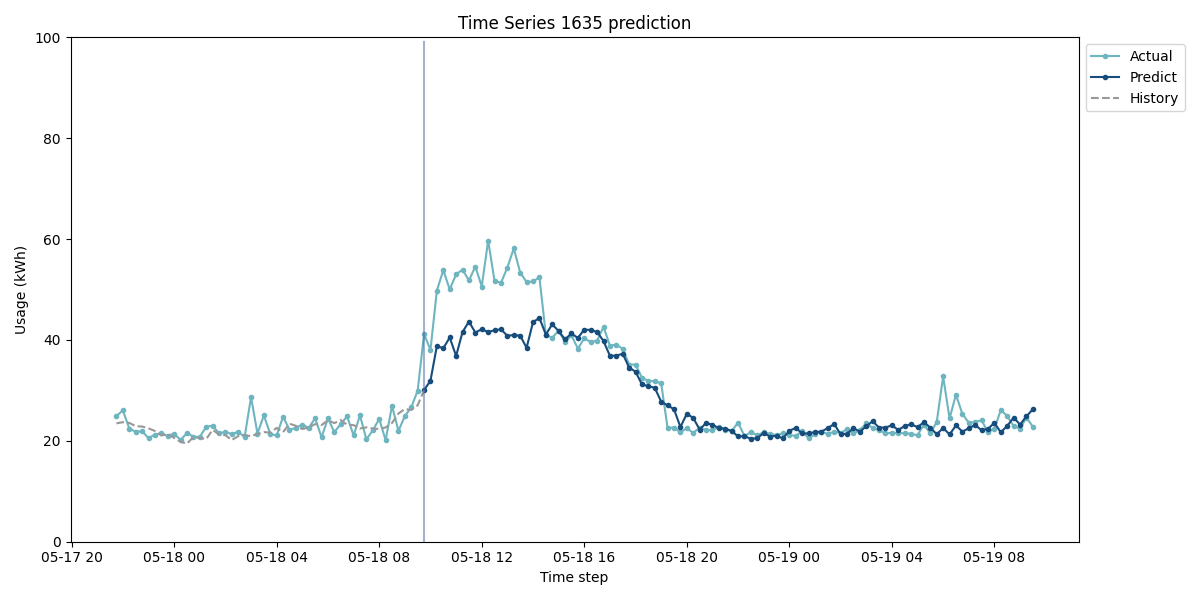 Time Series 1635 prediction
100
80
60
40
20
0
Usage (kWh)
05-17 20
05-18 00
05-18 04
05-18 08
05-18 12
05-18 16
05-18 20
05-19 00
05-19 04
05-19 08
Time step
Actual
Predict
History